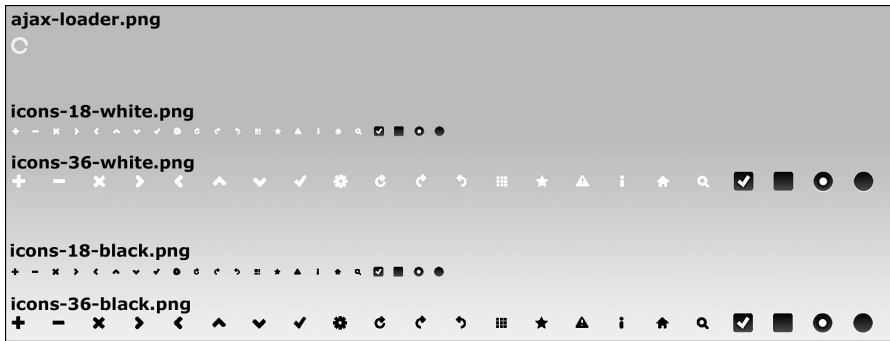 ajax-loader.png
icons-18-white.png
icons-36-white.png
icons-18-black.png
icons-36-black.png